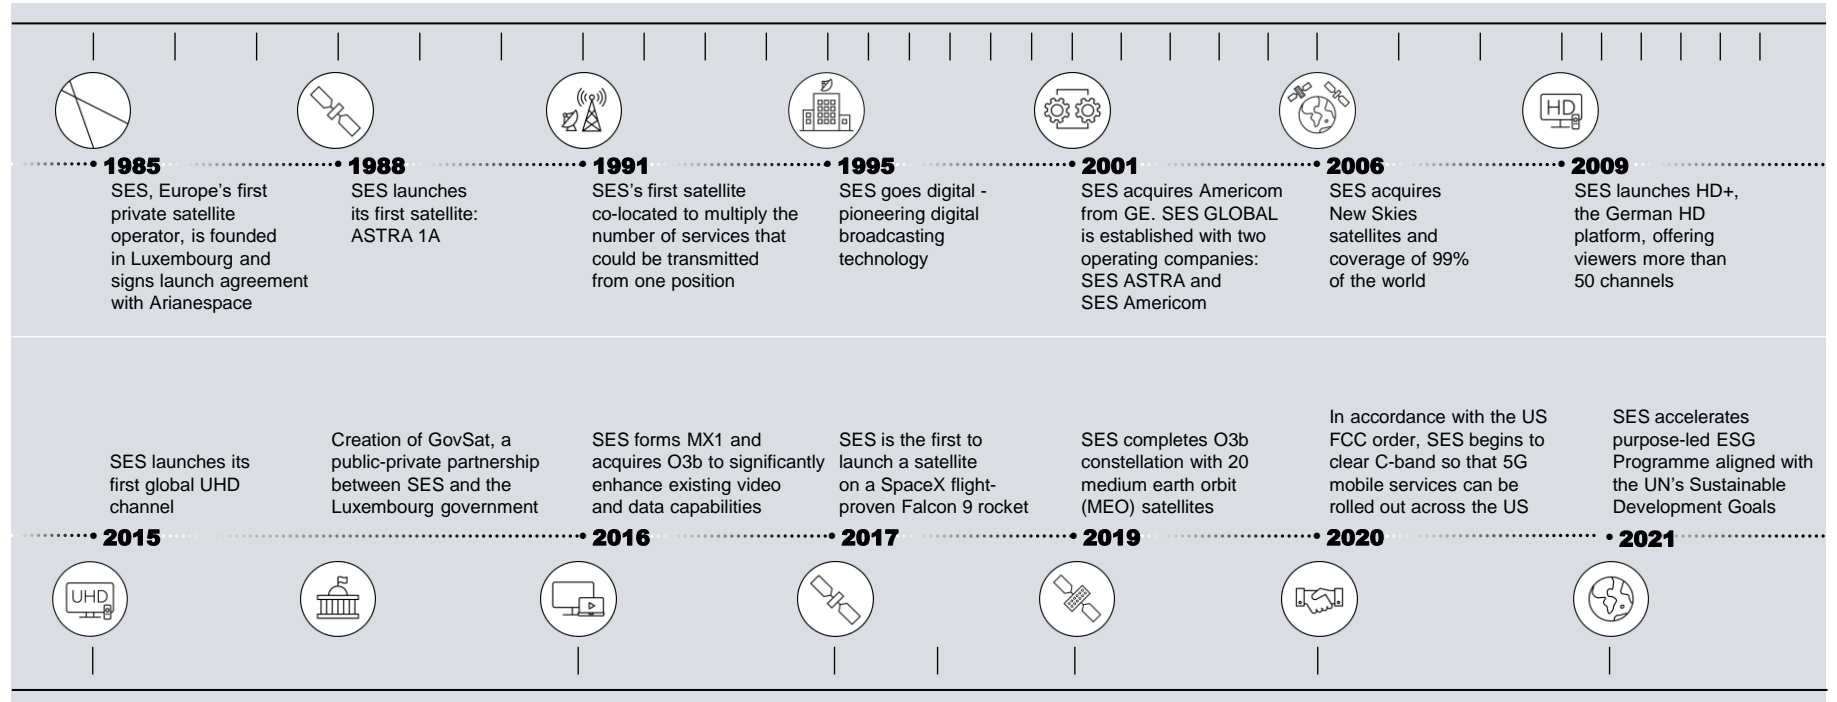 HD
1985
SES, Europe's first
private satellite
operator, is founded
in Luxembourg and
signs launch agreement
with Arianespace
1988
SES launches
its first satellite:
ASTRA 1A
1991
SES's first satellite
co-located to multiply the
number of services that
could be transmitted
from one position
1995
SES goes digital -
pioneering digital
broadcasting
technology
2001
SES acquires Americom
from GE. SES GLOBAL
is established with two
operating companies:
SES ASTRA and
SES Americom
2006
SES acquires
New Skies
satellites and
coverage of 99%
of the world
2009
SES launches HD+,
the German HD
platform, offering
viewers more than
50 channels
SES launches its
first global UHD
channel
2015
UHD
Creation of GovSat, a
public-private partnership
between SES and the
Luxembourg government
SES forms MX1 and
acquires O3b to significantly
enhance existing video
and data capabilities
2016
SES is the first to
launch a satellite
on a SpaceX flight-
proven Falcon 9 rocket
2017
SES completes O3b
constellation with 20
medium earth orbit
(MEO) satellites
2019
In accordance with the US
FCC order, SES begins to
clear C-band so that 5G
mobile services can be
rolled out across the US
2020
SES accelerates
purpose-led ESG
Programme aligned with
the UN's Sustainable
Development Goals
2021